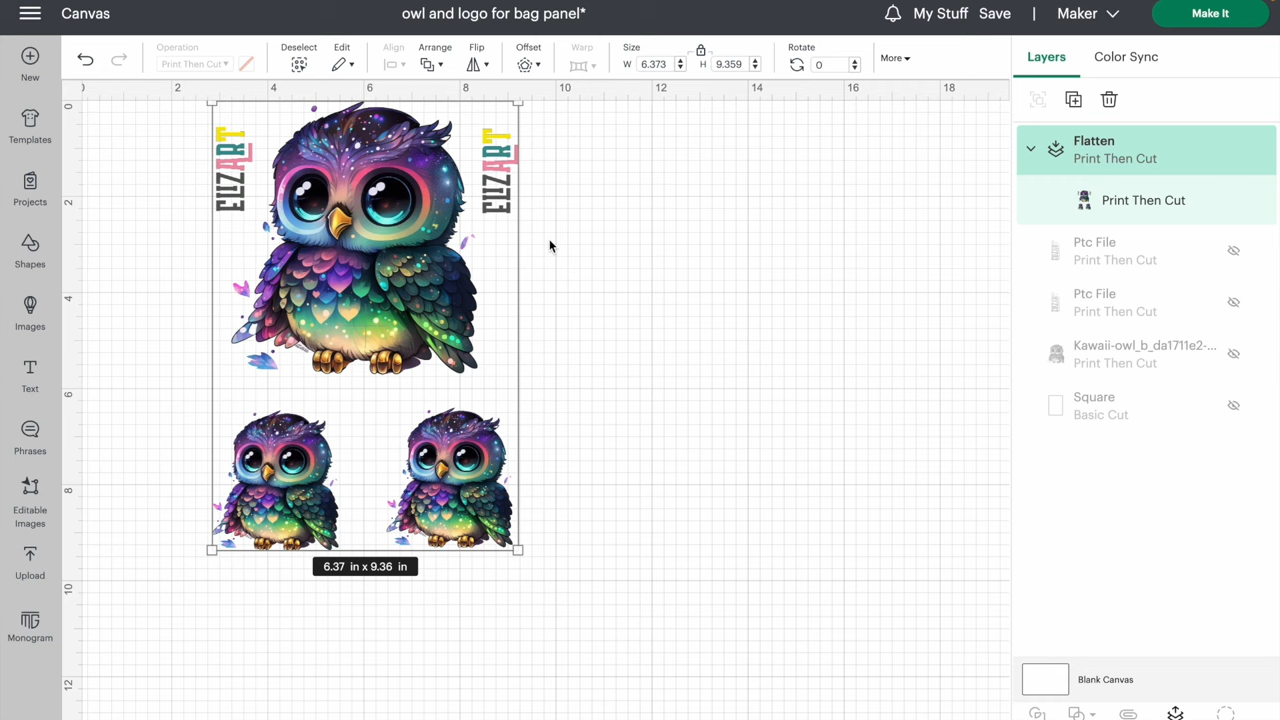 Canvas
owl and logo for bag panel*
My Stuff
Save
|
Maker
Make It
New
Templates
Projects
Shapes
Images
Text
Phrases
Editable
Images
Upload
Monogram
Operation
Print Then Cut
Deselect
Edit
Align
Arrange
Flip
Offset
Warp
Size
W 6.373
H 9.359
Rotate
0
More
0 2 4 6 8 10 12 14 16 18
0
2
4
6
8
10
12
ELIZART
ELIZART
6.37 in x 9.36 in
Layers
Color Sync
Flatten
Print Then Cut
Print Then Cut
Ptc File
Print Then Cut
Ptc File
Print Then Cut
Kawaii-owl_b_da1711e2-...
Print Then Cut
Square
Basic Cut
Blank Canvas